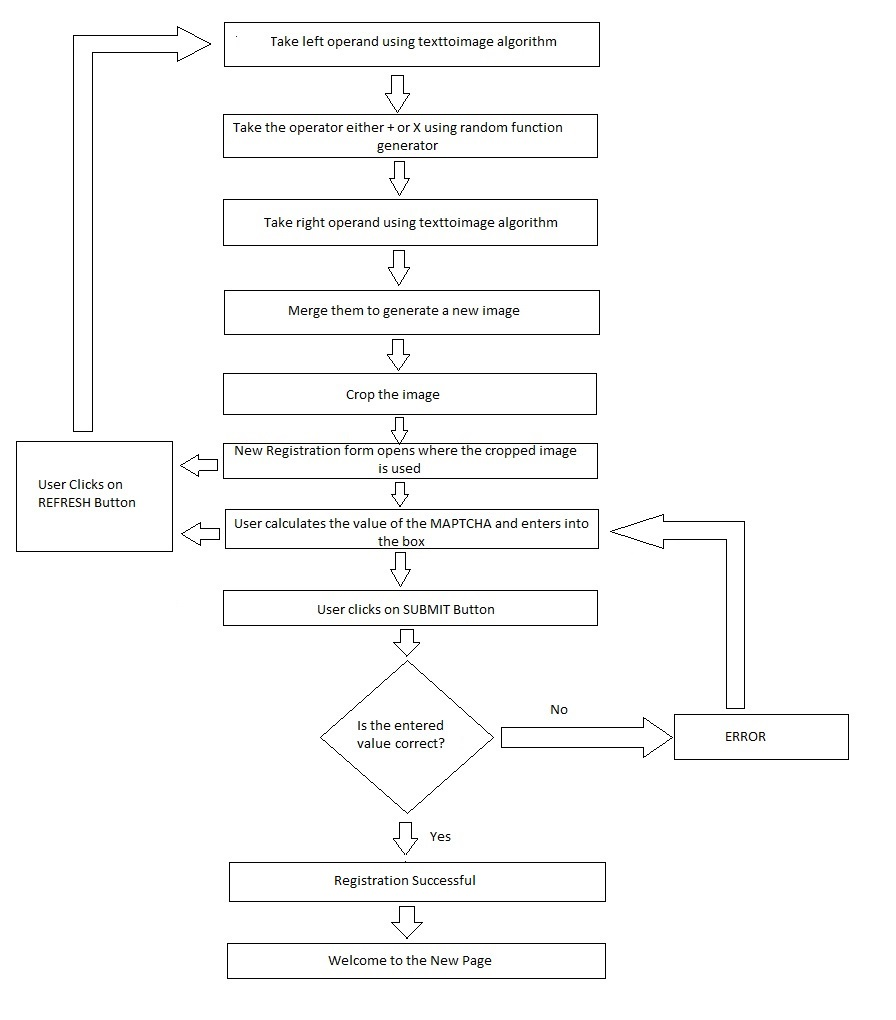 Take left operand using texttoimage algorithm
Take the operator either + or X using random function
generator
Take right operand using texttoimage algorithm
Merge them to generate a new image
Crop the image
New Registration form opens where the cropped image
is used
User Clicks on
REFRESH Button
User calculates the value of the MAPTCHA and enters into
the box
User clicks on SUBMIT Button
Is the entered
value correct?
No
ERROR
Yes
Registration Successful
Welcome to the New Page